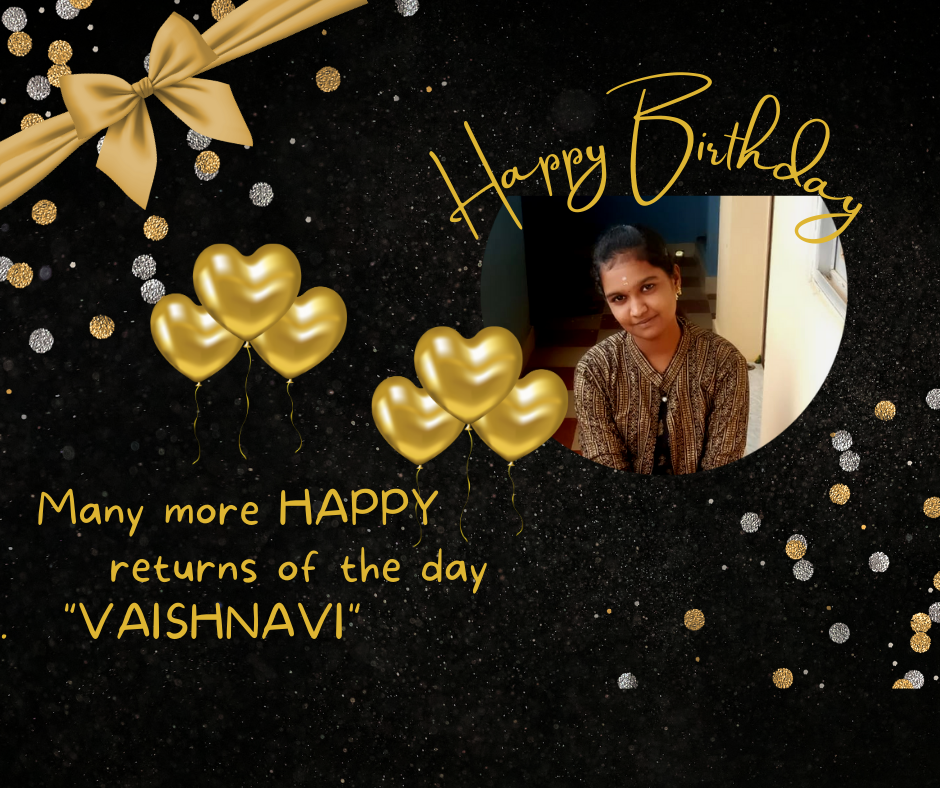 Happy Birthday
Many more HAPPY
returns of the day
“VAISHNAVI“